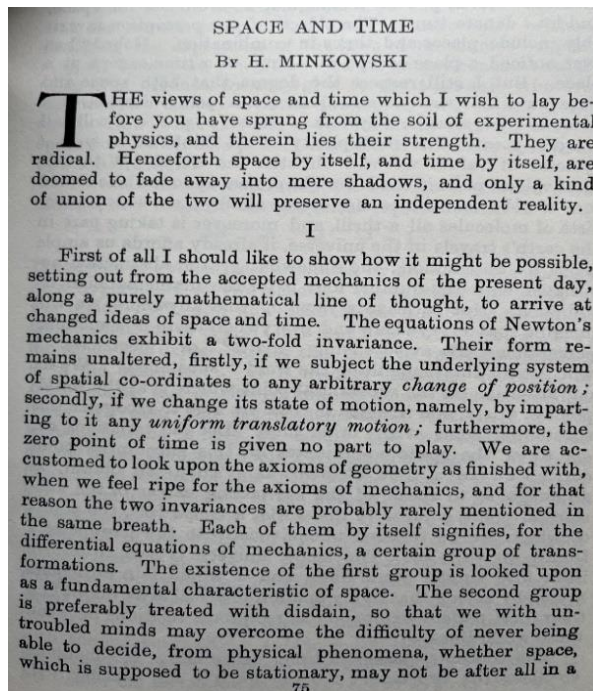 SPACE AND TIME
By H. MINKOWSKI
THE views of space and time which I wish to lay be-
fore you have sprung from the soil of experimental
physics, and therein lies their strength. They are
radical. Henceforth space by itself, and time by itself, are
doomed to fade away into mere shadows, and only a kind
of union of the two will preserve an independent reality.
I
First of all I should like to show how it might be possible,
setting out from the accepted mechanics of the present day,
along a purely mathematical line of thought, to arrive at
changed ideas of space and time. The equations of Newton's
mechanics exhibit a two-fold invariance. Their form re-
mains unaltered, firstly, if we subject the underlying system
of spatial co-ordinates to any arbitrary change of position;
secondly, if we change its state of motion, namely, by impart-
ing to it any uniform translatory motion; furthermore, the
zero point of time is given no part to play. We are ac-
customed to look upon the axioms of geometry as finished with,
when we feel ripe for the axioms of mechanics, and for that
reason the two invariances are probably rarely mentioned in
the same breath. Each of them by itself signifies, for the
differential equations of mechanics, a certain group of trans-
formations. The existence of the first group is looked upon
as a fundamental characteristic of space. The second group
is preferably treated with disdain, so that we with un-
troubled minds may overcome the difficulty of never being
able to decide, from physical phenomena, whether space,
which is supposed to be stationary, may not be after all in a
75